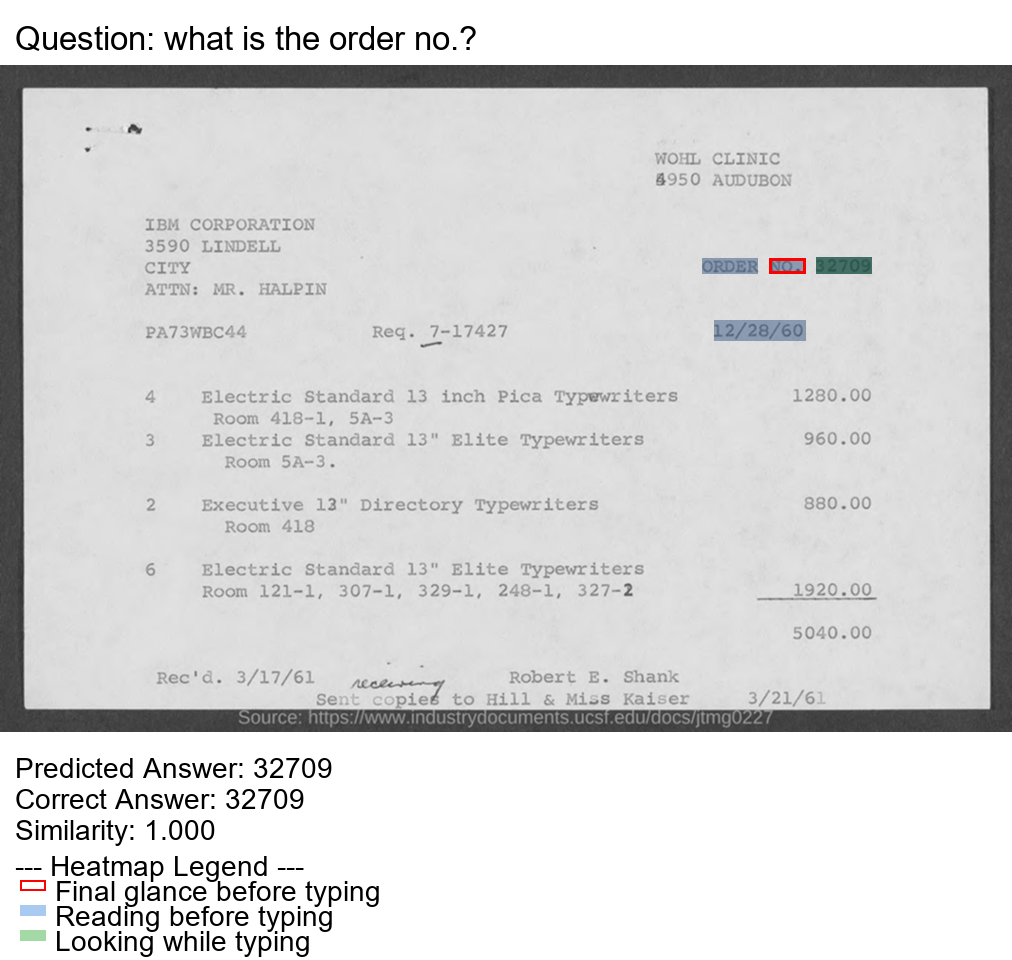 Question: what is the order no.?
WOHL CLINIC
4950 AUDUBON
IBM CORPORATION
3590 LINDELL
CITY
ORDER NO. 32709
ATTN: MR. HALPIN
PA73WBC44 Req. 7-17427 12/28/60
4 Electric Standard 13 inch Pica Typewriters 1280.00
Room 418-1, 5A-3
3 Electric Standard 13" Elite Typewriters 960.00
Room 5A-3.
2 Executive 13" Directory Typewriters 880.00
Room 418
6 Electric Standard 13" Elite Typewriters
Room 121-1, 307-1, 329-1, 248-1, 327-2 1920.00
5040.00
Rec'd. 3/17/61 receiving Robert E. Shank
Sent copies to Hill & Miss Kaiser 3/21/61
Source: https://www.industrydocuments.ucsf.edu/docs/jtmg0227
Predicted Answer: 32709
Correct Answer: 32709
Similarity: 1.000
--- Heatmap Legend ---
Final glance before typing
Reading before typing
Looking while typing